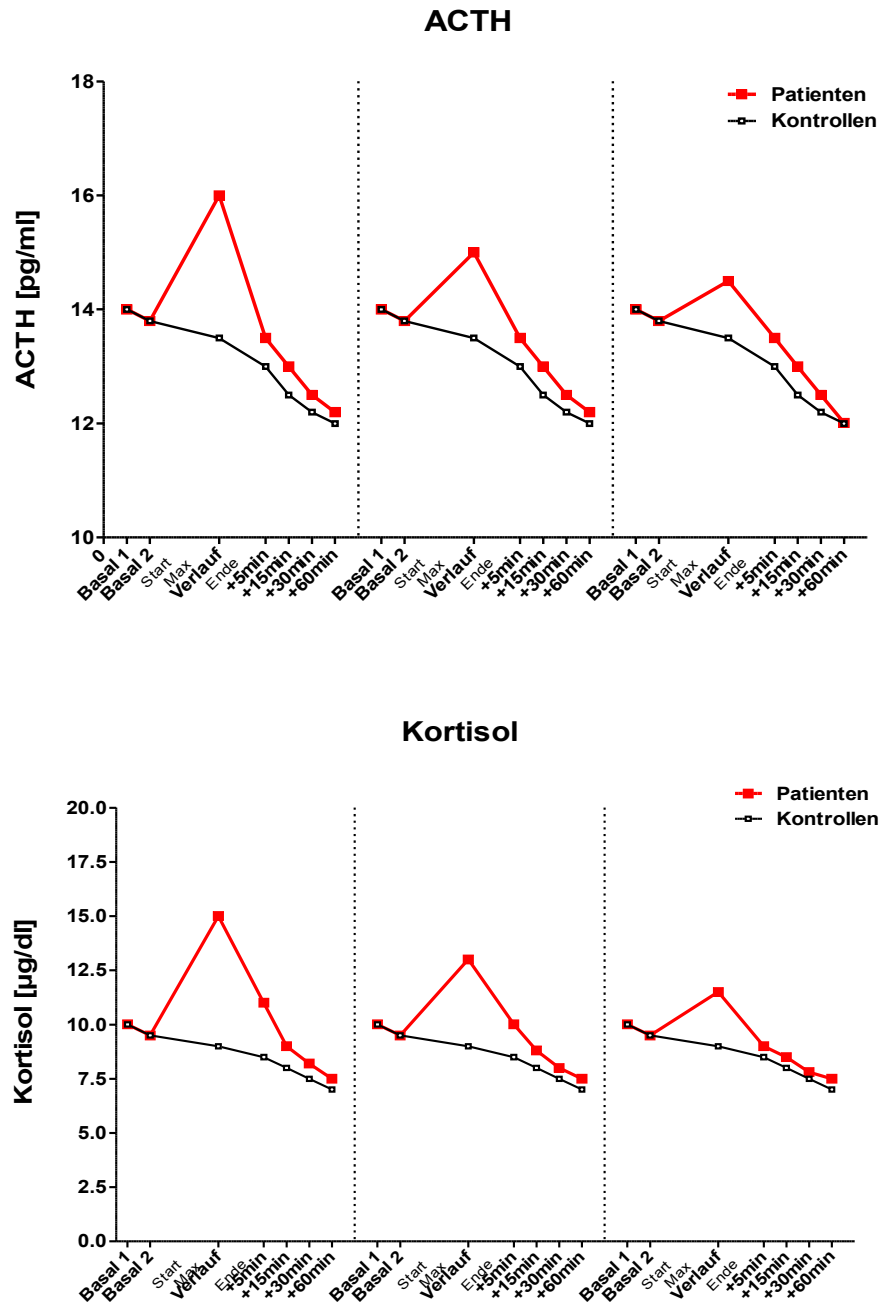 ACTH
Patienten
Kontrollen
ACTH [pg/ml]
18
16
14
12
10
0
Basal 1
Basal 2
Start
Max
Verlauf
Ende
+5min
+15min
+30min
+60min
Basal 1
Basal 2
Start
Max
Verlauf
Ende
+5min
+15min
+30min
+60min
Basal 1
Basal 2
Start
Max
Verlauf
Ende
+5min
+15min
+30min
+60min
Kortisol
Patienten
Kontrollen
Kortisol [µg/dl]
20.0
17.5
15.0
12.5
10.0
7.5
5.0
2.5
0.0
Basal 1
Basal 2
Start
Max
Verlauf
Ende
+5min
+15min
+30min
+60min
Basal 1
Basal 2
Start
Max
Verlauf
Ende
+5min
+15min
+30min
+60min
Basal 1
Basal 2
Start
Max
Verlauf
Ende
+5min
+15min
+30min
+60min